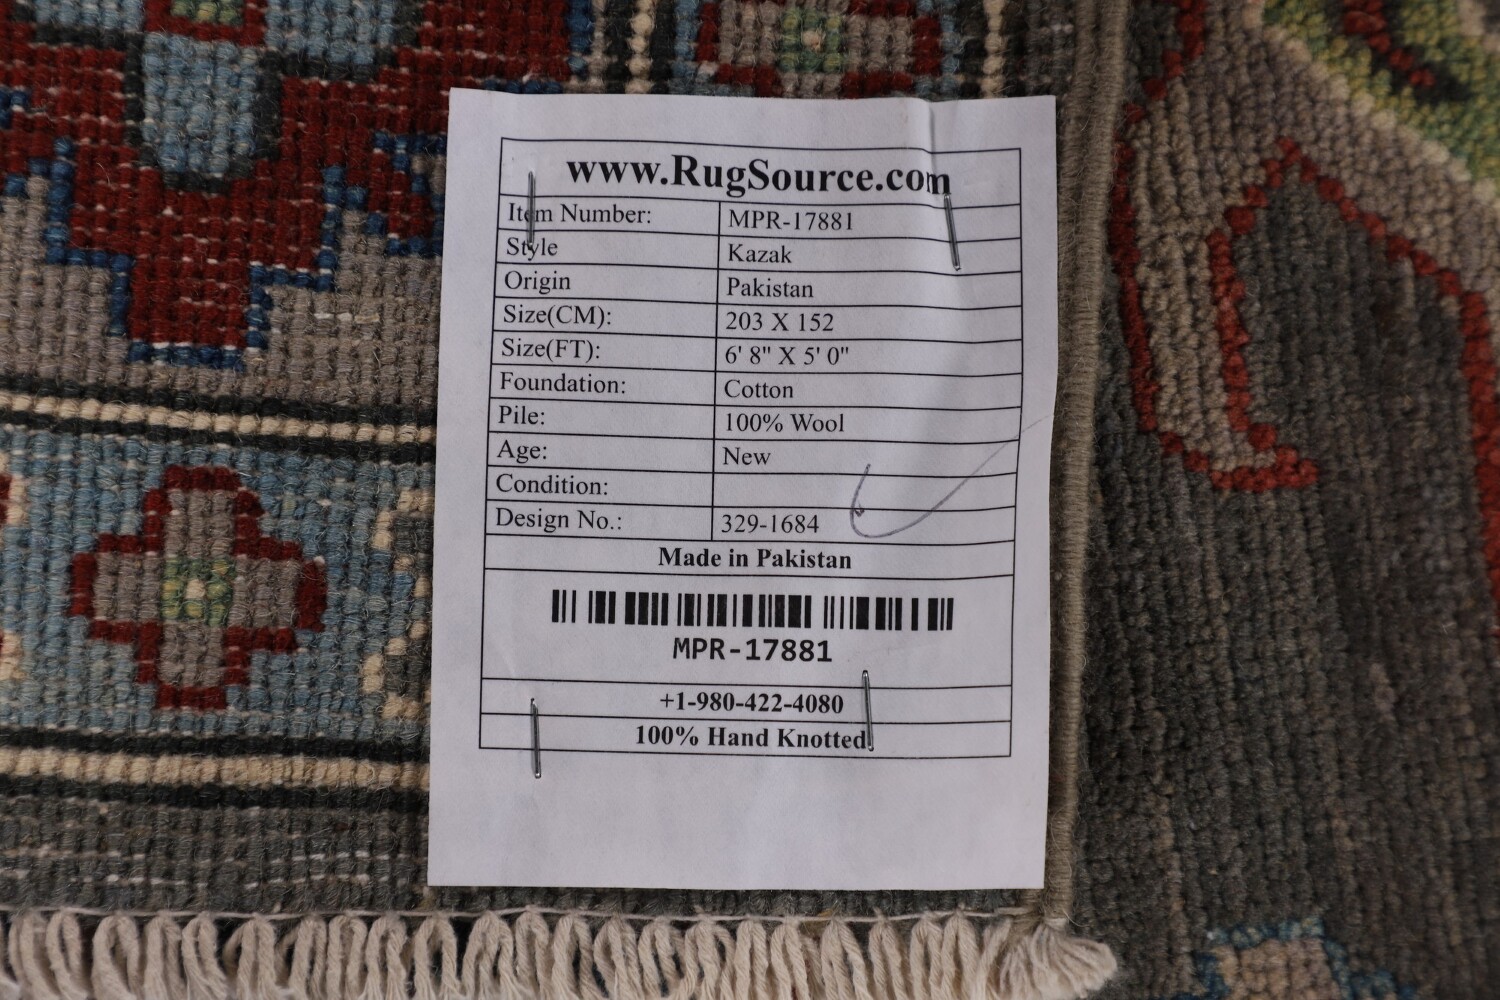 www.RugSource.com
Item Number: MPR-17881
Style Kazak
Origin Pakistan
Size(CM): 203 X 152
Size(FT): 6' 8" X 5' 0"
Foundation: Cotton
Pile: 100% Wool
Age: New
Condition:
Design No.: 329-1684
Made in Pakistan
MPR-17881
+1-980-422-4080
100% Hand Knotted